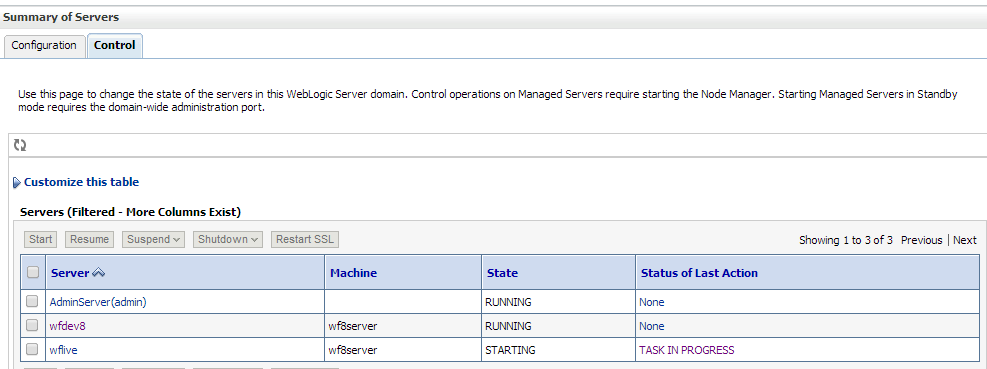 Summary of Servers
Configuration Control
Use this page to change the state of the servers in this WebLogic Server domain. Control operations on Managed Servers require starting the Node Manager. Starting Managed Servers in Standby
mode requires the domain-wide administration port.
Customize this table
Servers (Filtered - More Columns Exist)
Start Resume Suspend Shutdown Restart SSL Showing 1 to 3 of 3 Previous | Next
Server Machine State Status of Last Action
AdminServer(admin) RUNNING None
wfdev8 wf8server RUNNING None
wflive wf8server STARTING TASK IN PROGRESS